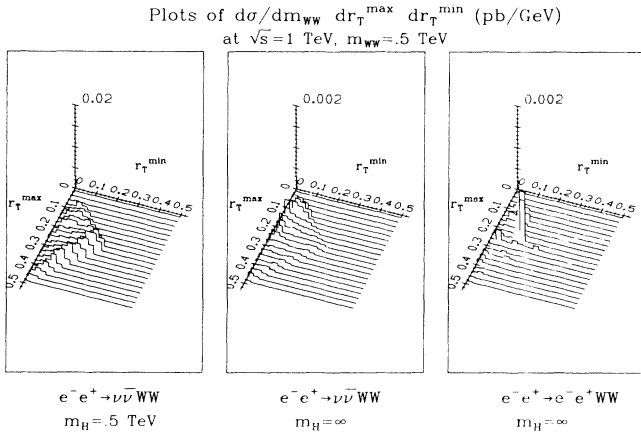 Plots of dσ/dm_WW dr_T^max dr_T^min (pb/GeV)
at √s=1 TeV, m_WW=.5 TeV
0.02
r_T^min
0 0.1 0.2 0.3 0.4 0.5
r_T^max
0 0.1 0.2 0.3 0.4 0.5
0.002
r_T^min
0 0.1 0.2 0.3 0.4 0.5
r_T^max
0 0.1 0.2 0.3 0.4 0.5
0.002
r_T^min
0 0.1 0.2 0.3 0.4 0.5
r_T^max
0 0.1 0.2 0.3 0.4 0.5
e⁻e⁺→νν̅WW
m_H=.5 TeV
e⁻e⁺→νν̅WW
m_H=∞
e⁻e⁺→e⁻e⁺WW
m_H=∞